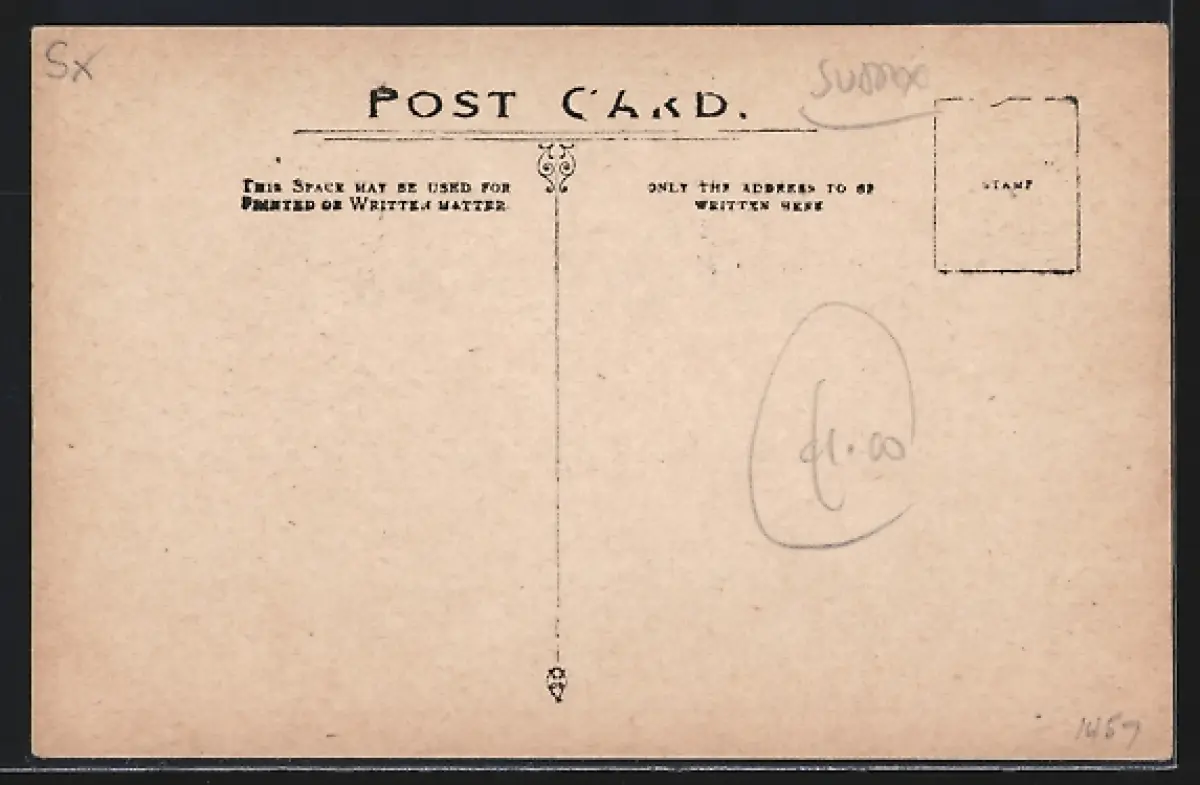 Sx
SUSSEX
POST CARD.
THIS SPACE MAY BE USED FOR
PRINTED OR WRITTEN MATTER
ONLY THE ADDRESS TO BE
WRITTEN HERE
STAMP
£1.00
1457